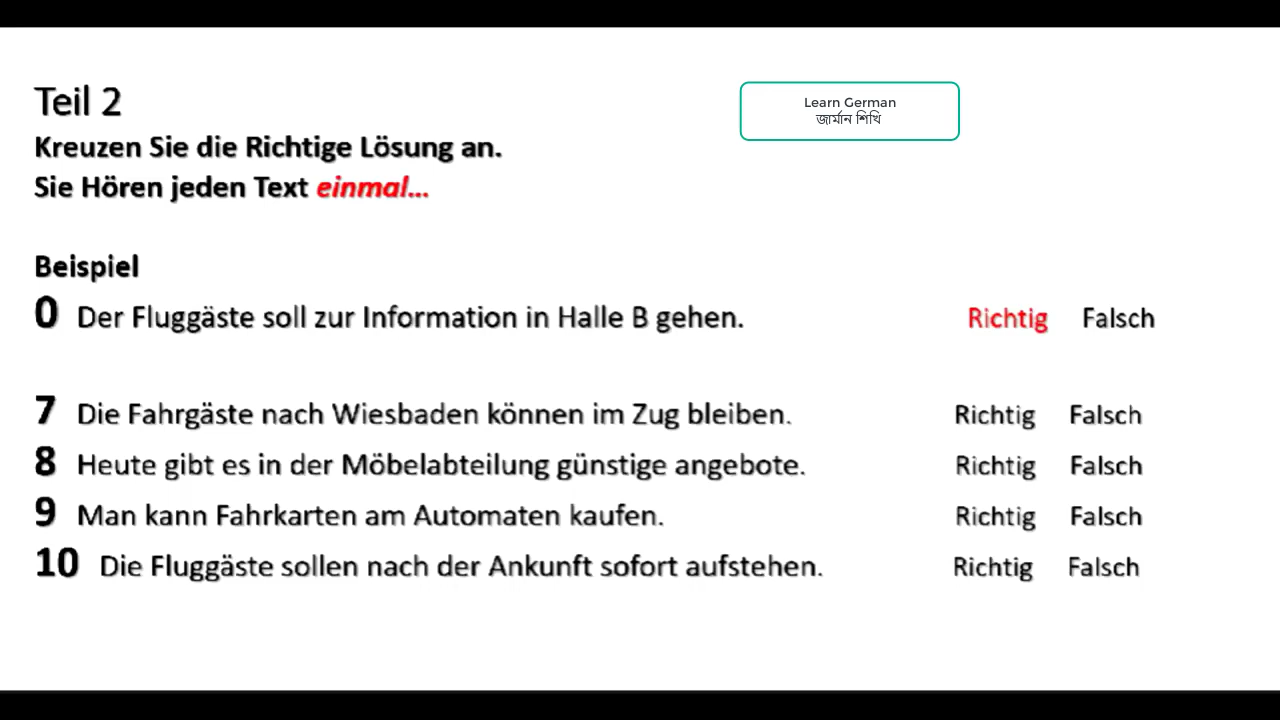 Teil 2
Learn German
জার্মান শিখি
Kreuzen Sie die Richtige Lösung an.
Sie Hören jeden Text einmal...
Beispiel
0 Der Fluggäste soll zur Information in Halle B gehen. Richtig Falsch
7 Die Fahrgäste nach Wiesbaden können im Zug bleiben. Richtig Falsch
8 Heute gibt es in der Möbelabteilung günstige angebote. Richtig Falsch
9 Man kann Fahrkarten am Automaten kaufen. Richtig Falsch
10 Die Fluggäste sollen nach der Ankunft sofort aufstehen. Richtig Falsch